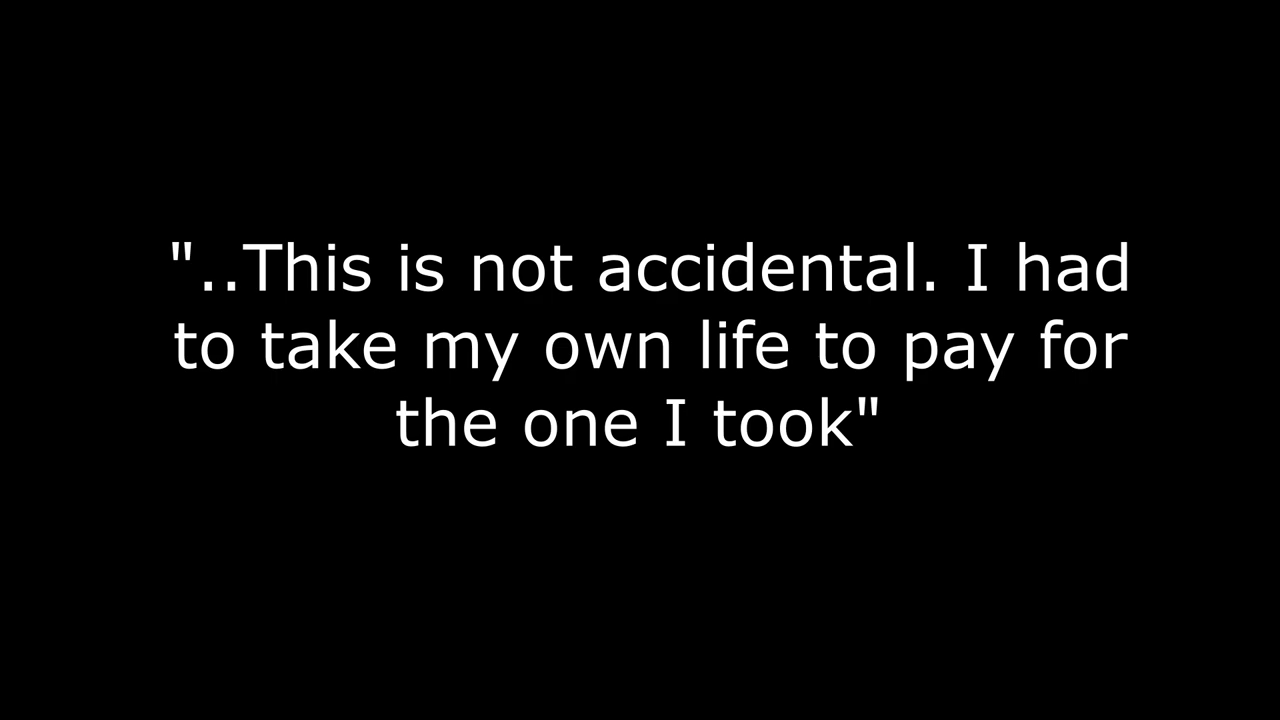 "..This is not accidental. I had
to take my own life to pay for
the one I took"